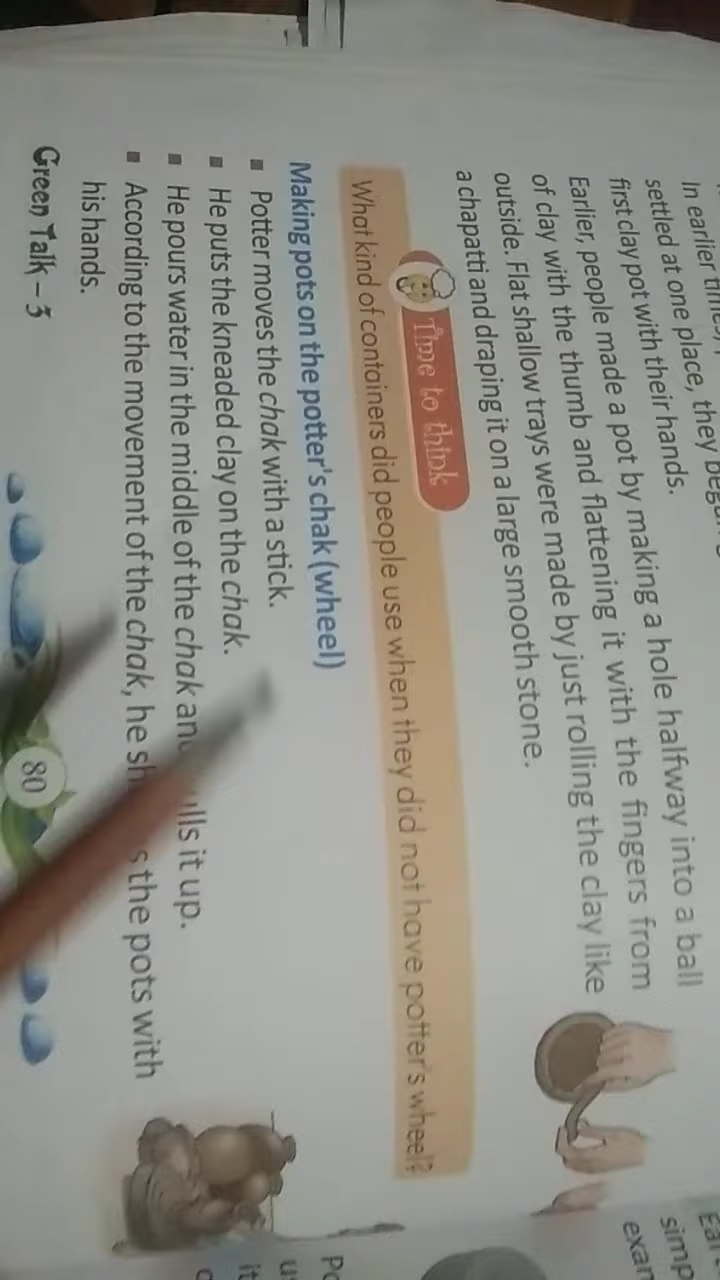 In earlier
settled at one place, they
first clay pot with their hands.
Earlier, people made a pot by making a hole halfway into a ball
of clay with the thumb and flattening it with the fingers from
outside. Flat shallow trays were made by just rolling the clay like
a chapatti and draping it on a large smooth stone.
Time to think
What kind of containers did people use when they did not have potter's wheel?
Making pots on the potter's chak (wheel)
▪ Potter moves the chak with a stick.
▪ He puts the kneaded clay on the chak.
▪ He pours water in the middle of the chak it up.
▪ According to the movement of the chak, he the pots with
his hands.
Green Talk – 3
80